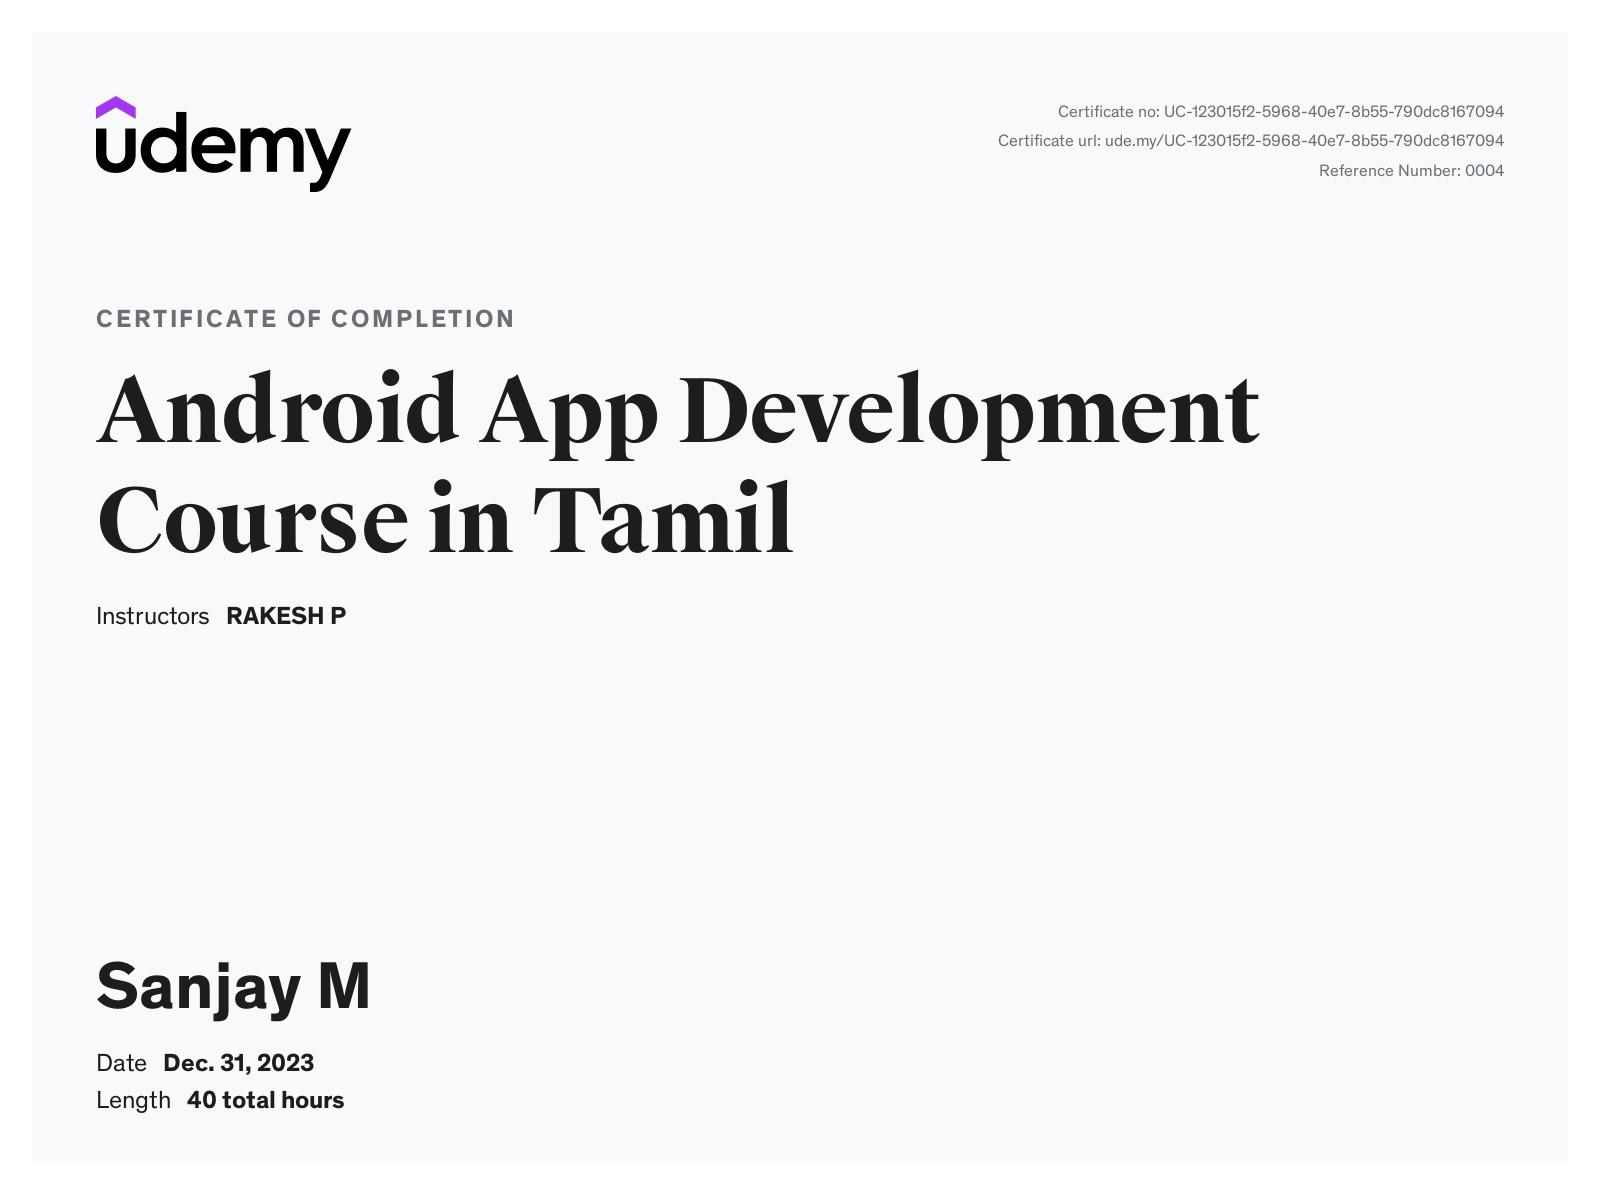 udemy
Certificate no: UC-123015f2-5968-40e7-8b55-790dc8167094
Certificate url: ude.my/UC-123015f2-5968-40e7-8b55-790dc8167094
Reference Number: 0004
CERTIFICATE OF COMPLETION
Android App Development
Course in Tamil
Instructors RAKESH P
Sanjay M
Date Dec. 31, 2023
Length 40 total hours